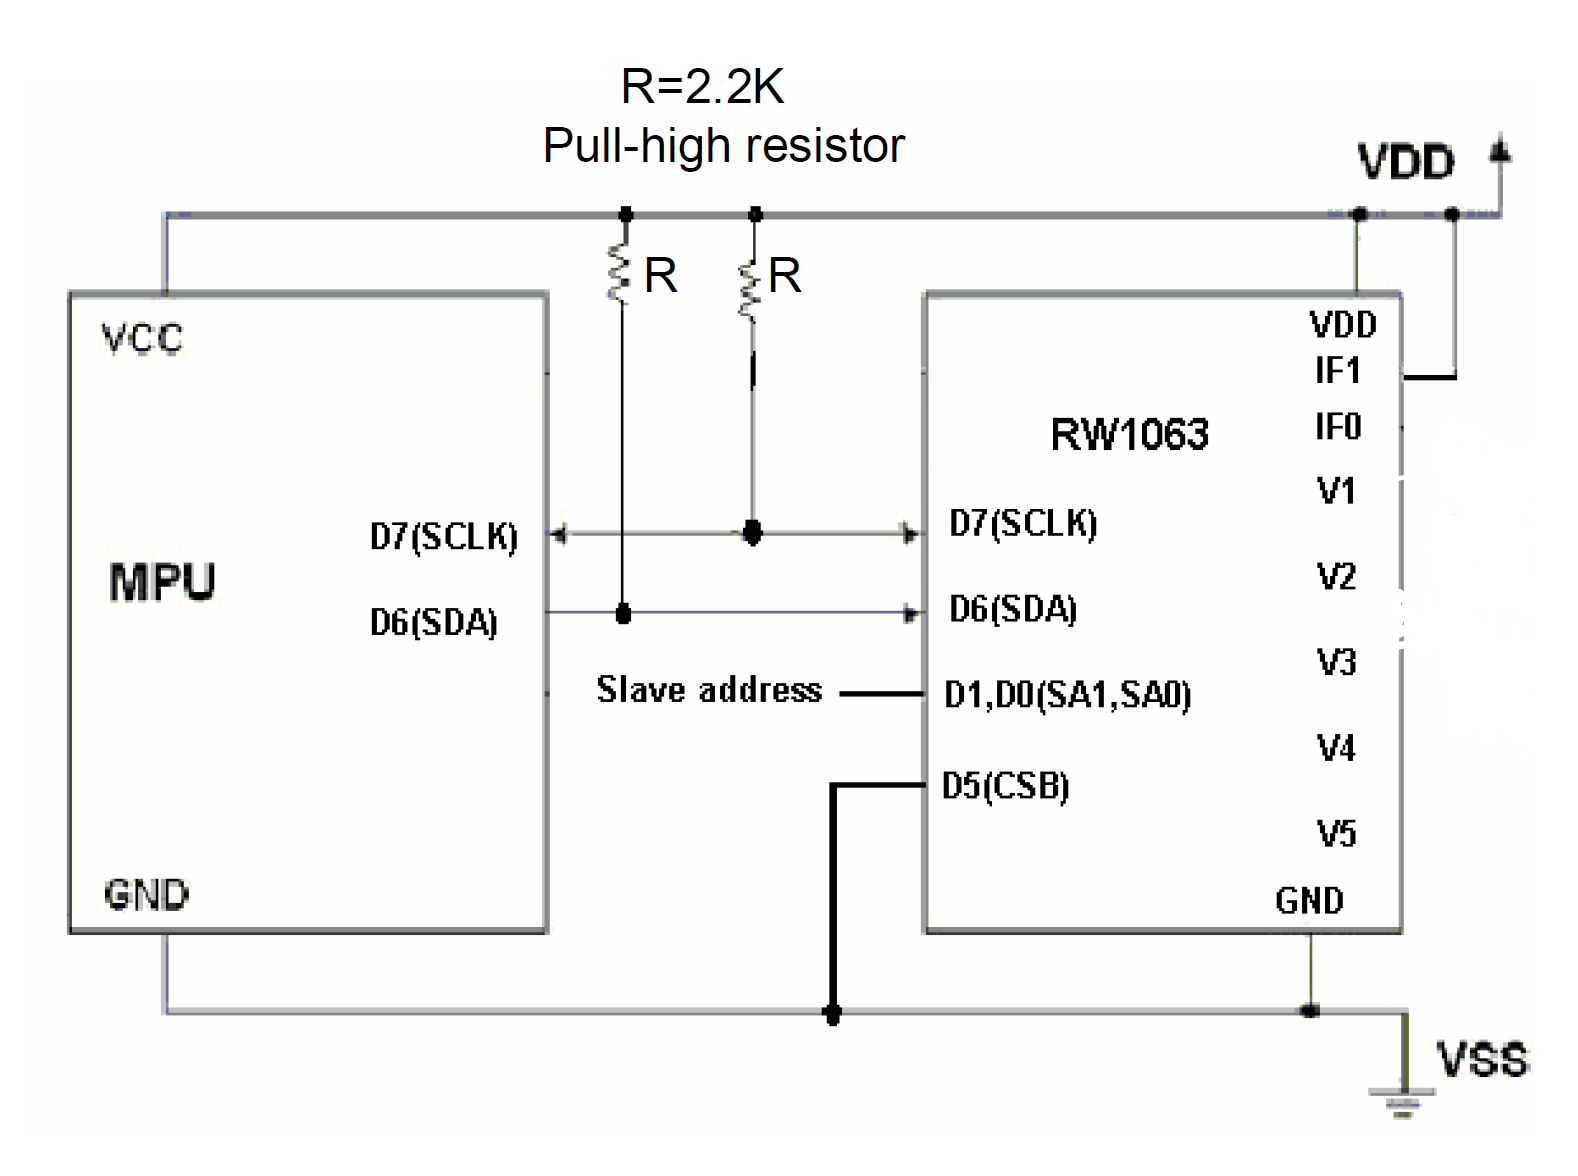 R=2.2K
Pull-high resistor
VDD
R
R
VCC
VDD
IF1
RW1063
IF0
V1
D7(SCLK)
D7(SCLK)
MPU
V2
D6(SDA)
D6(SDA)
V3
Slave address
D1,D0(SA1,SA0)
V4
D5(CSB)
V5
GND
GND
VSS